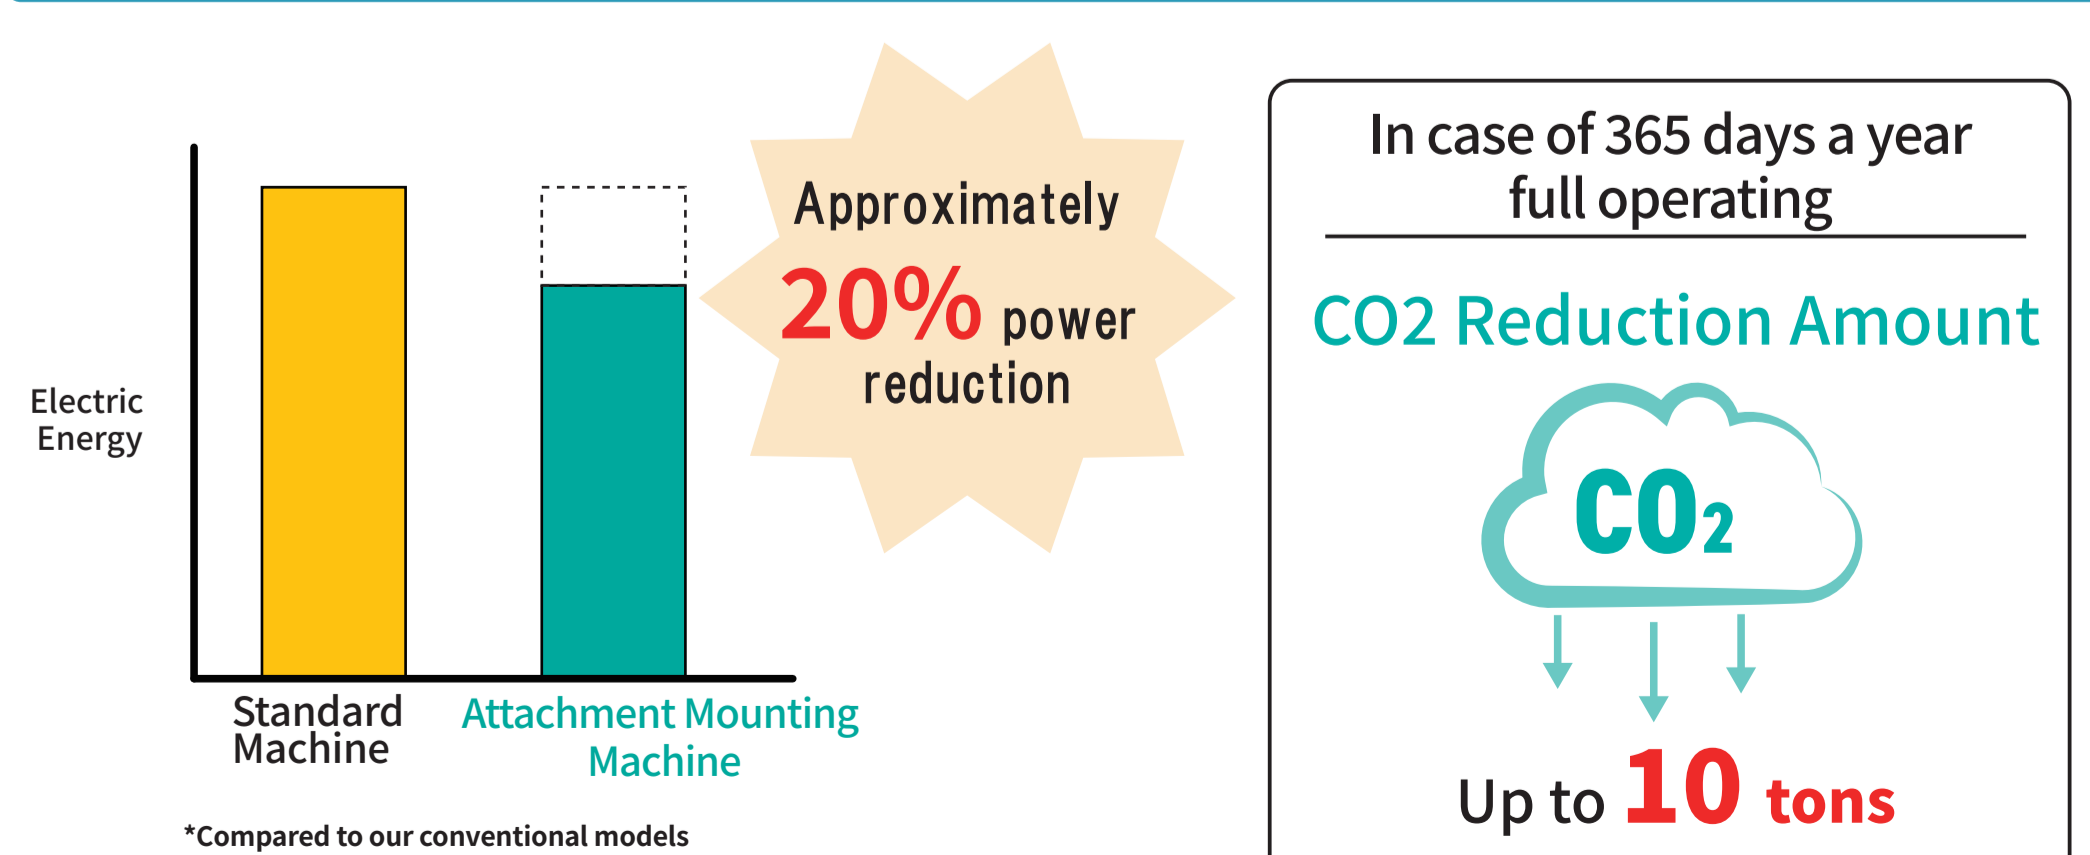 Electric
Energy
Standard
Machine
Attachment Mounting
Machine
*Compared to our conventional models
Approximately
20% power
reduction
In case of 365 days a year
full operating
CO2 Reduction Amount
CO2
Up to 10 tons